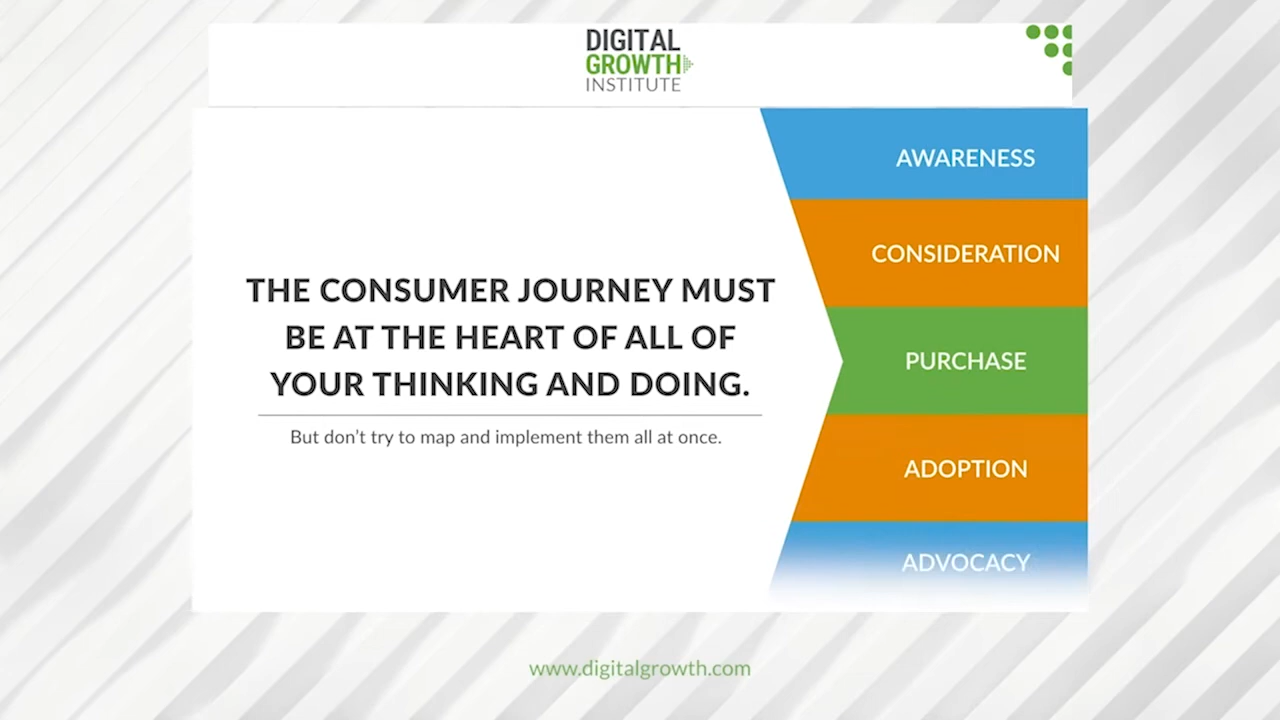 DIGITAL
GROWTH
INSTITUTE
THE CONSUMER JOURNEY MUST
BE AT THE HEART OF ALL OF
YOUR THINKING AND DOING.
But don't try to map and implement them all at once.
AWARENESS
CONSIDERATION
PURCHASE
ADOPTION
ADVOCACY
www.digitalgrowth.com